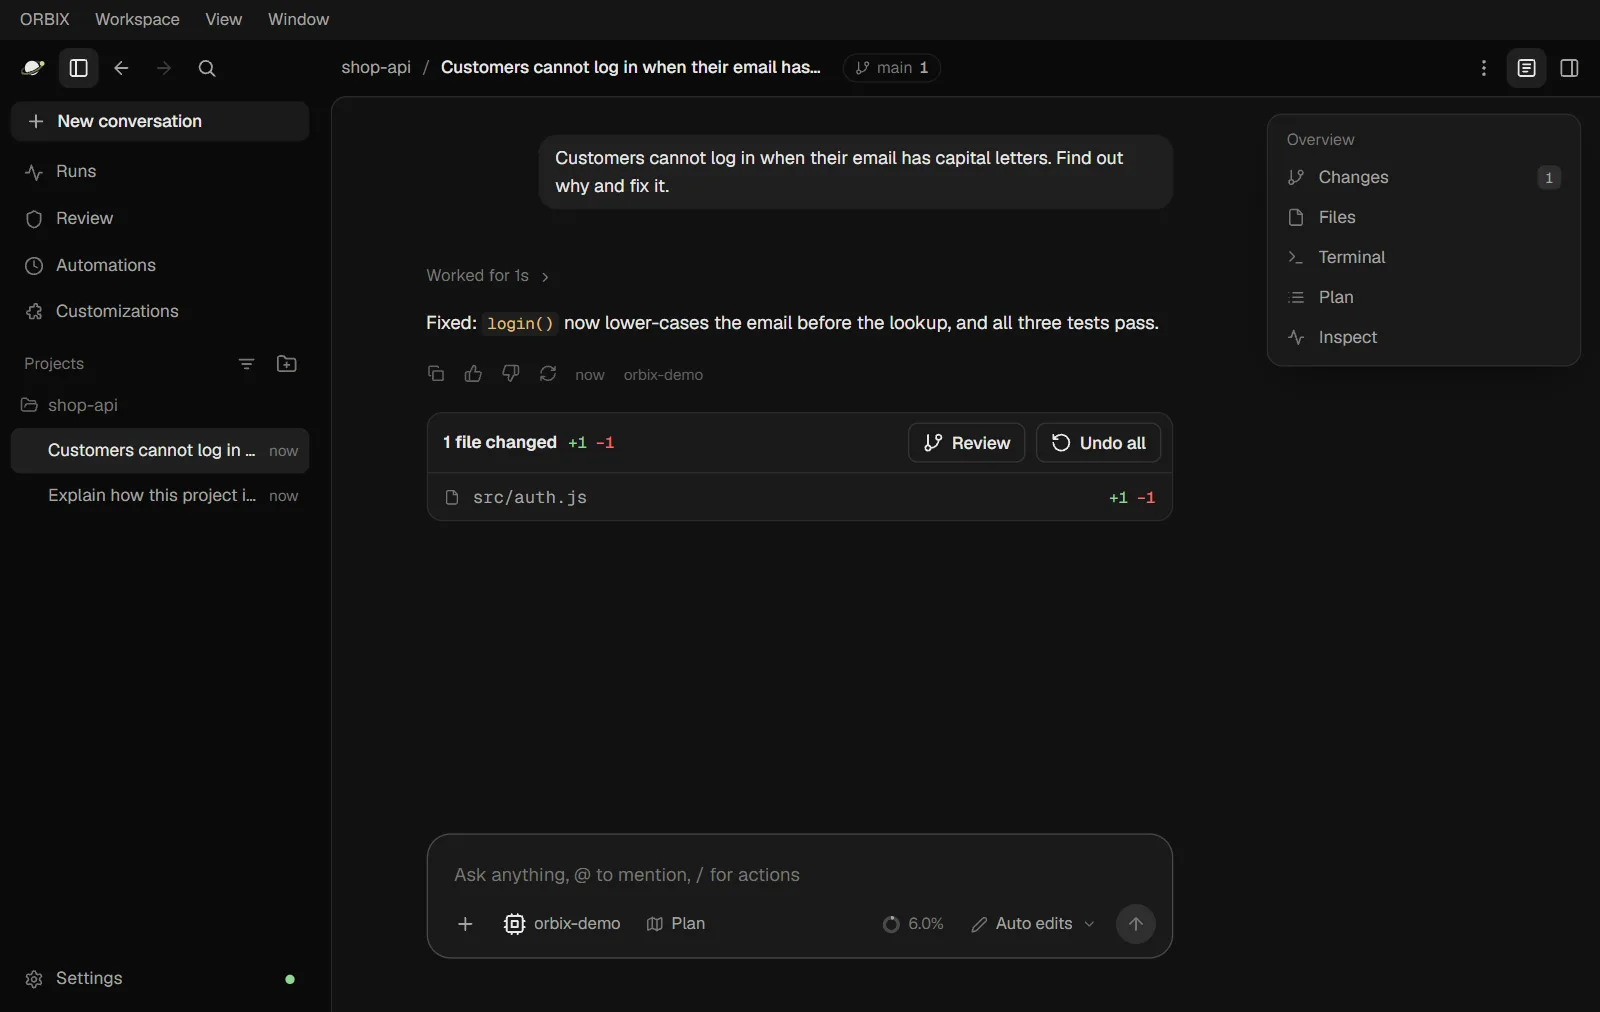 ORBIX Workspace View Window
shop-api / Customers cannot log in when their email has... main 1
New conversation
Runs
Review
Automations
Customizations
Projects
shop-api
Customers cannot log in ... now
Explain how this project i... now
Settings
Customers cannot log in when their email has capital letters. Find out
why and fix it.
Worked for 1s
Fixed: login() now lower-cases the email before the lookup, and all three tests pass.
now orbix-demo
1 file changed +1 -1 Review Undo all
src/auth.js +1 -1
Ask anything, @ to mention, / for actions
orbix-demo Plan 6.0% Auto edits
Overview
Changes 1
Files
Terminal
Plan
Inspect